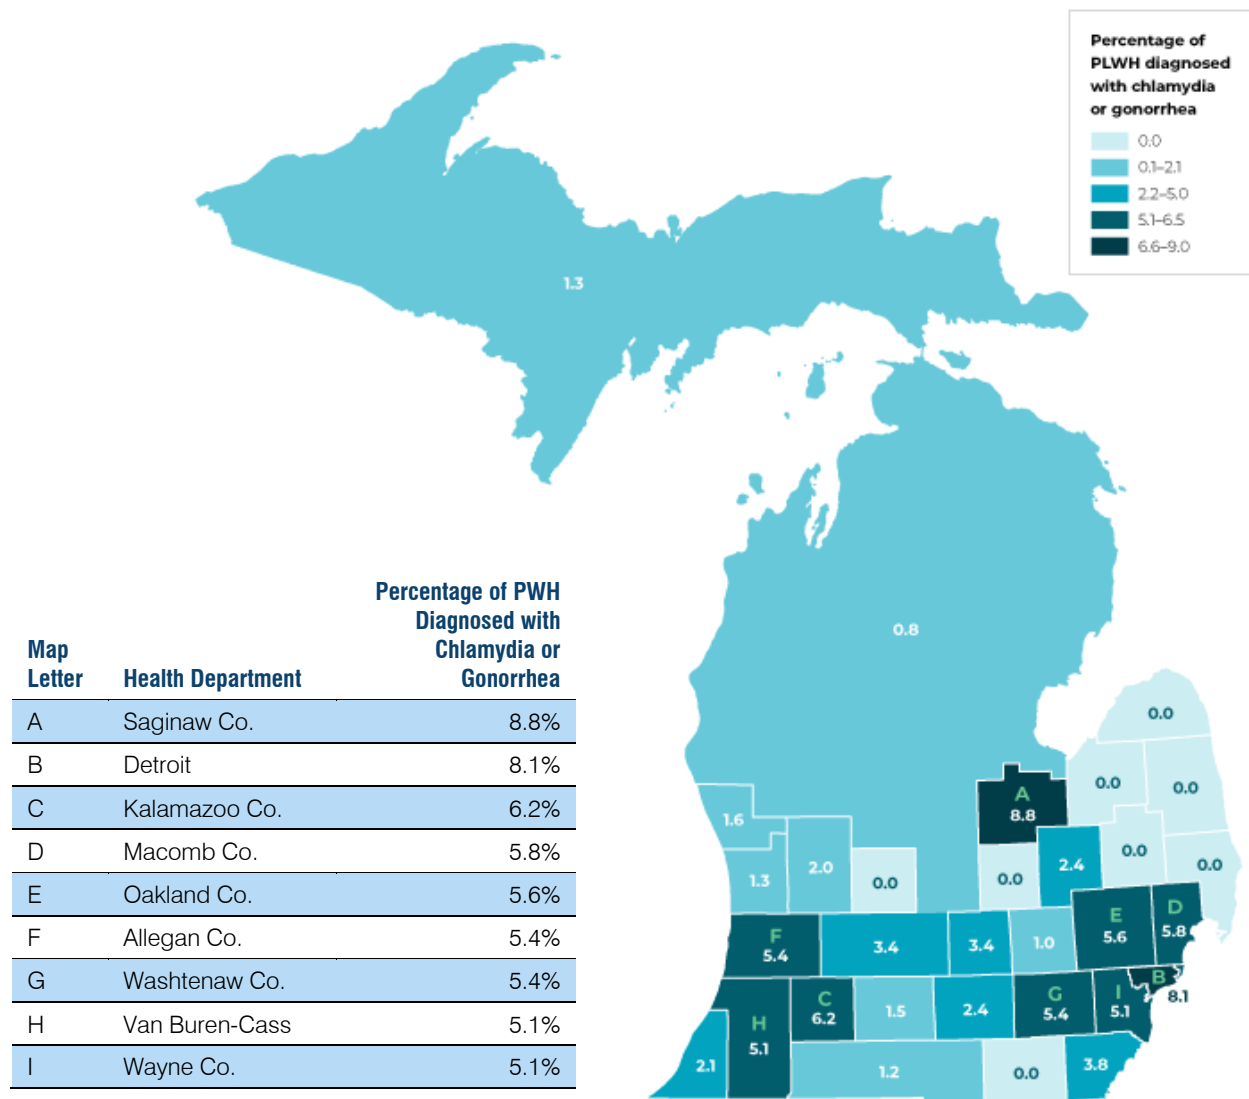 Percentage of
PLWH diagnosed
with chlamydia
or gonorrhea
0.0
0.1–2.1
2.2–5.0
5.1–6.5
6.6–9.0
1.3
0.8
0.0
0.0
0.0
A
8.8
1.6
1.3
2.0
0.0
0.0
2.4
0.0
0.0
F
5.4
3.4
3.4
1.0
E
5.6
D
5.8
B
8.1
H
5.1
C
6.2
1.5
2.4
G
5.4
I
5.1
2.1
1.2
0.0
3.8
Map Letter Health Department Percentage of PWH Diagnosed with Chlamydia or Gonorrhea
A Saginaw Co. 8.8%
B Detroit 8.1%
C Kalamazoo Co. 6.2%
D Macomb Co. 5.8%
E Oakland Co. 5.6%
F Allegan Co. 5.4%
G Washtenaw Co. 5.4%
H Van Buren-Cass 5.1%
I Wayne Co. 5.1%